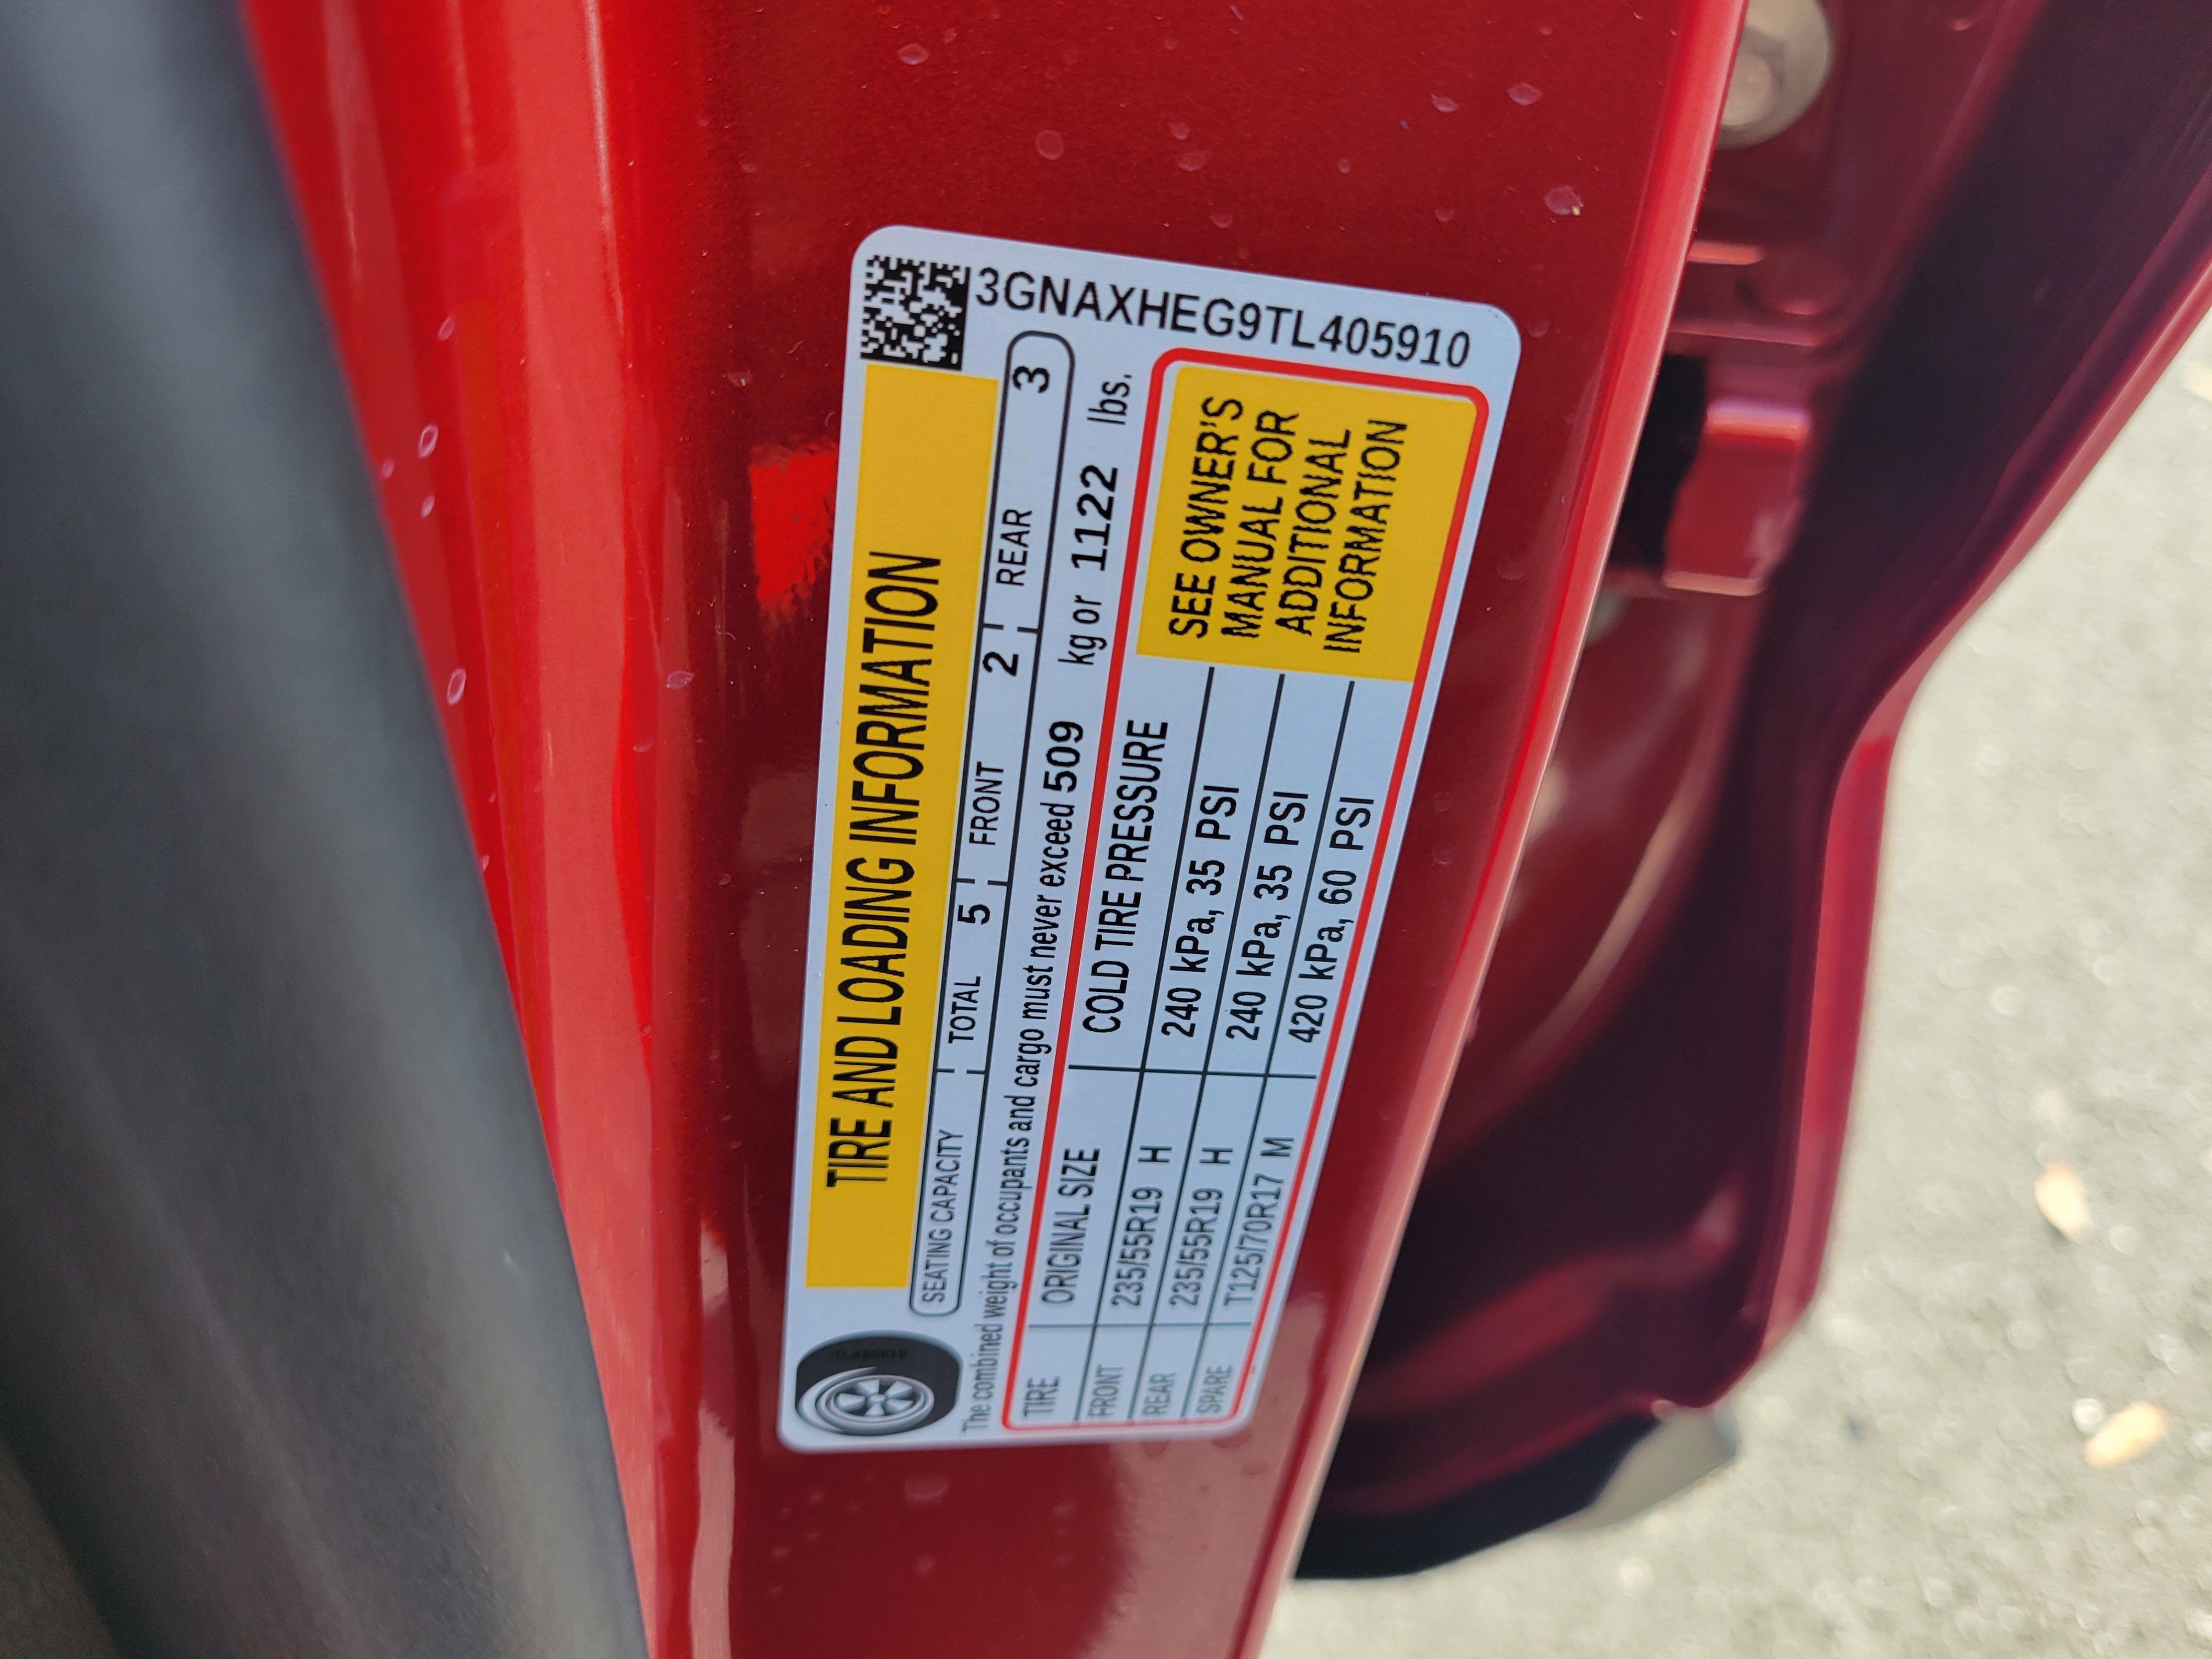 3GNAXHEG9TL405910
TIRE AND LOADING INFORMATION
SEATING CAPACITY TOTAL 5 FRONT 2 REAR 3
The combined weight of occupants and cargo must never exceed 509 kg or 1122 lbs.
TIRE ORIGINAL SIZE COLD TIRE PRESSURE
FRONT 235/55R19 H 240 kPa, 35 PSI
REAR 235/55R19 H 240 kPa, 35 PSI
SPARE T125/70R17 M 420 kPa, 60 PSI
SEE OWNER'S
MANUAL FOR
ADDITIONAL
INFORMATION